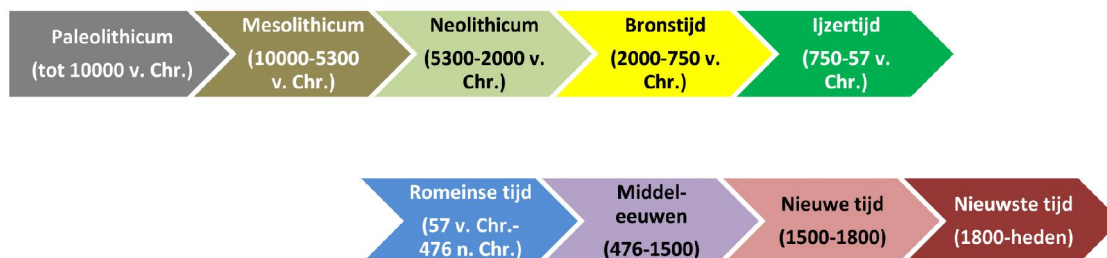 Paleolithicum
(tot 10000 v. Chr.)
Mesolithicum
(10000-5300
v. Chr.)
Neolithicum
(5300-2000 v.
Chr.)
Bronstijd
(2000-750 v.
Chr.)
Ijzertijd
(750-57 v.
Chr.)
Romeinse tijd
(57 v. Chr.-
476 n. Chr.)
Middel-
eeuwen
(476-1500)
Nieuwe tijd
(1500-1800)
Nieuwste tijd
(1800-heden)